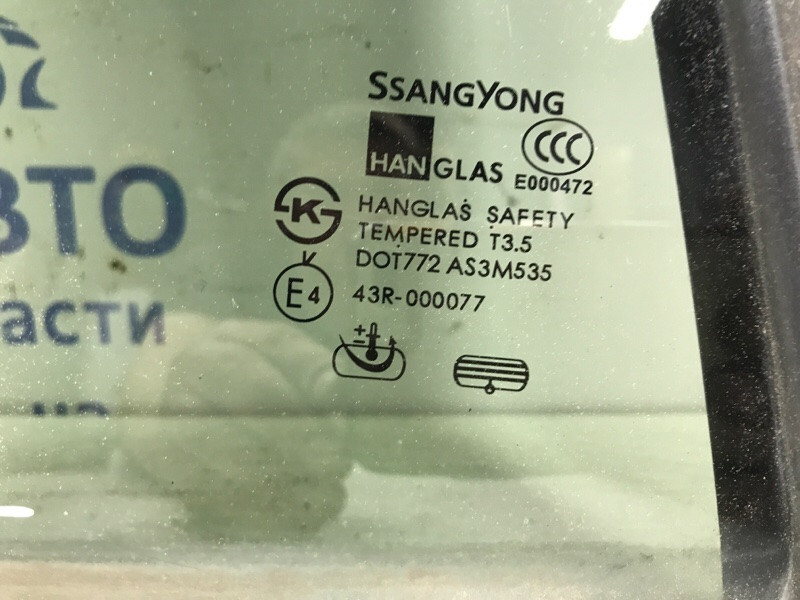 SSANGYONG
HANGLAS
CCC
E000472
K
HANGLAS SAFETY
TEMPERED T3.5
DOT772 AS3M535
E4
43R-000077
ВТО
асти